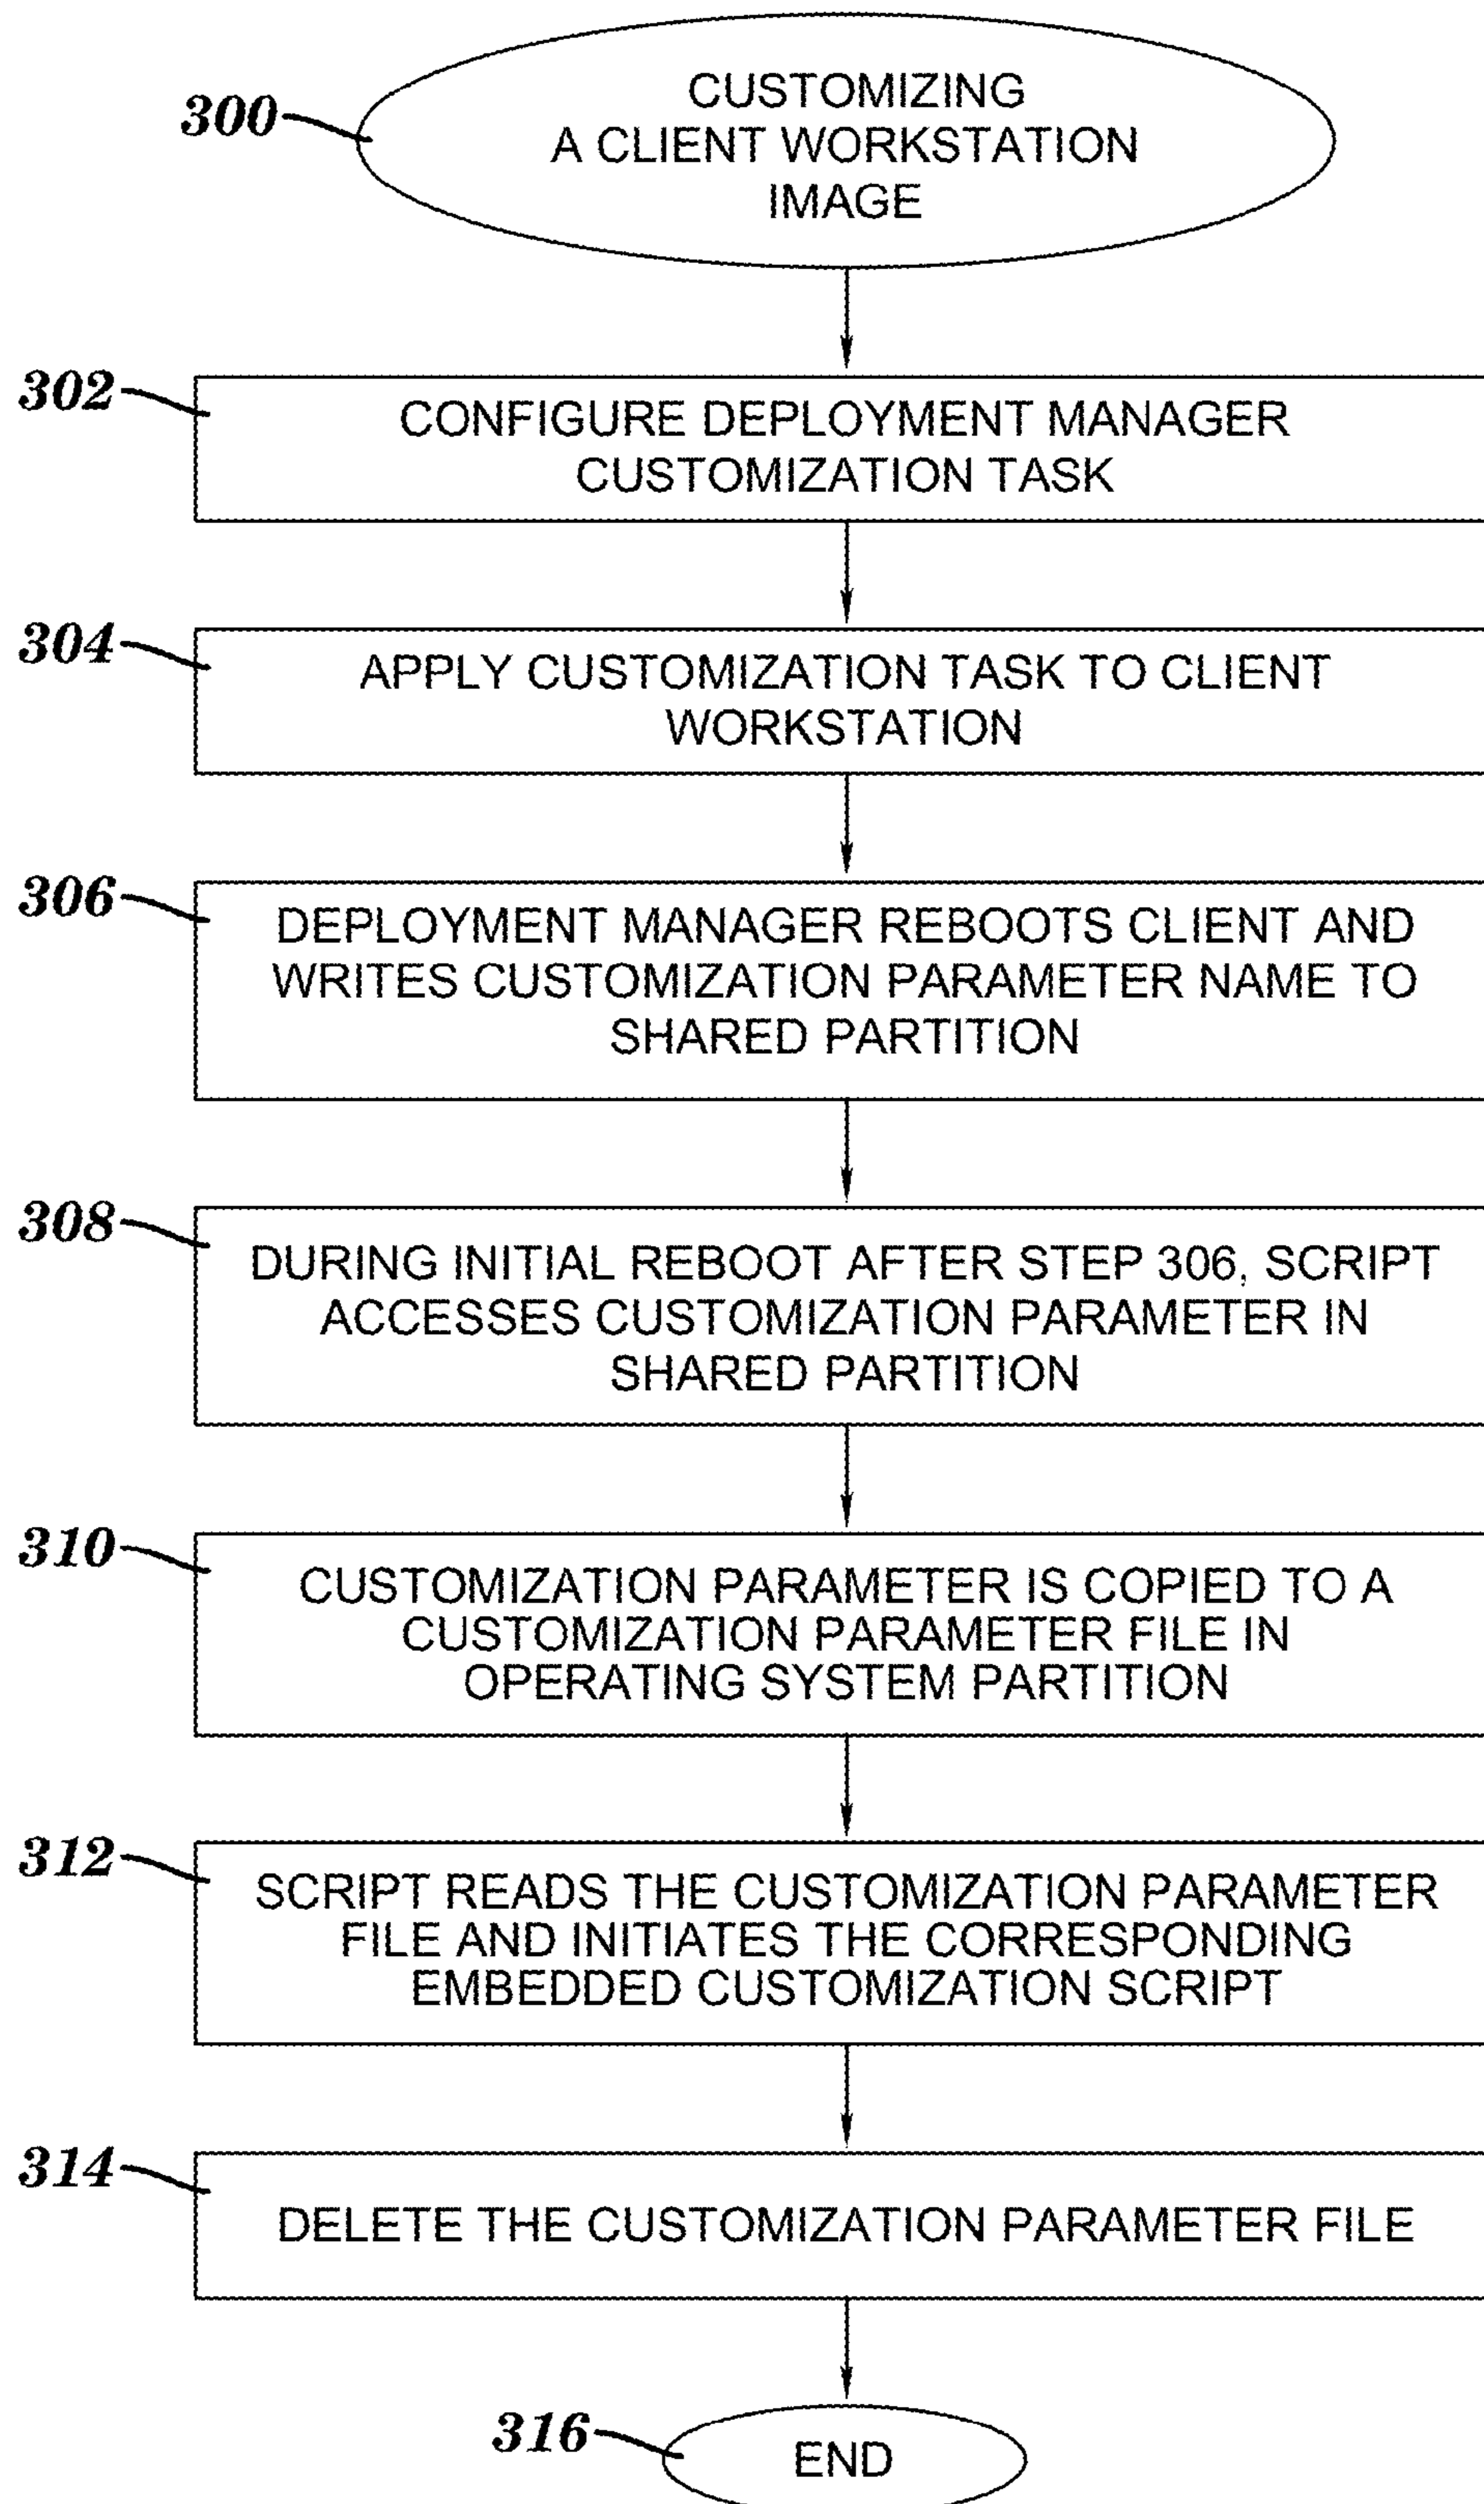 300
CUSTOMIZING
A CLIENT WORKSTATION
IMAGE
302
CONFIGURE DEPLOYMENT MANAGER
CUSTOMIZATION TASK
304
APPLY CUSTOMIZATION TASK TO CLIENT
WORKSTATION
306
DEPLOYMENT MANAGER REBOOTS CLIENT AND
WRITES CUSTOMIZATION PARAMETER NAME TO
SHARED PARTITION
308
DURING INITIAL REBOOT AFTER STEP 306, SCRIPT
ACCESSES CUSTOMIZATION PARAMETER IN
SHARED PARTITION
310
CUSTOMIZATION PARAMETER IS COPIED TO A
CUSTOMIZATION PARAMETER FILE IN
OPERATING SYSTEM PARTITION
312
SCRIPT READS THE CUSTOMIZATION PARAMETER
FILE AND INITIATES THE CORRESPONDING
EMBEDDED CUSTOMIZATION SCRIPT
314
DELETE THE CUSTOMIZATION PARAMETER FILE
316
END